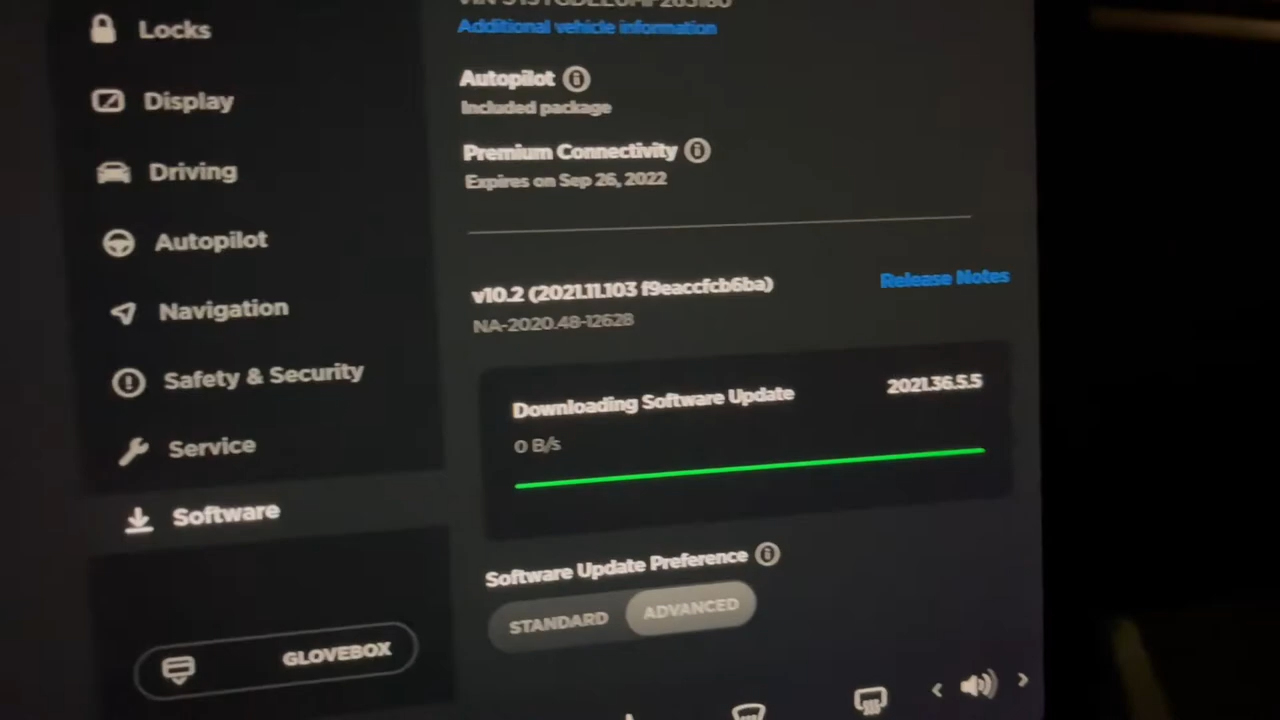 Locks
Display
Driving
Autopilot
Navigation
Safety & Security
Service
Software
GLOVEBOX
VIN
Additional vehicle information
Autopilot
Included package
Premium Connectivity
Expires on Sep 26, 2022
v10.2 (2021.11.103 f9eaccfcb6ba)
Release Notes
NA-2020.48-12628
Downloading Software Update
2021.36.5.5
0 B/s
Software Update Preference
STANDARD
ADVANCED